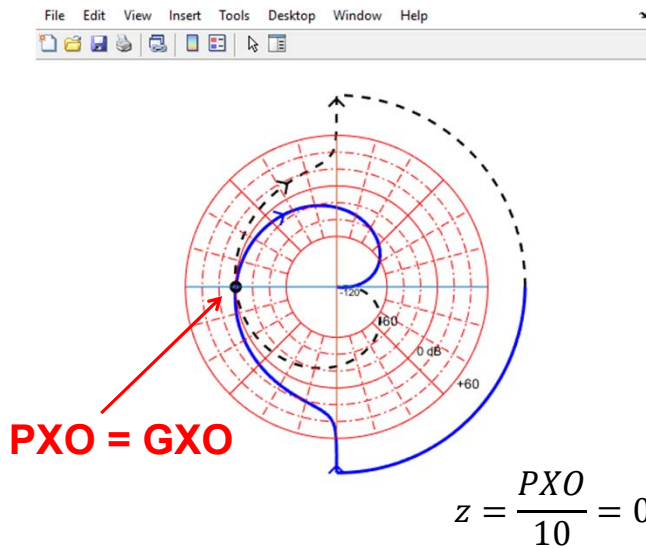 File Edit View Insert Tools Desktop Window Help
-120
-60
0 dB
+60
PXO = GXO
z = PXO / 10 = 0